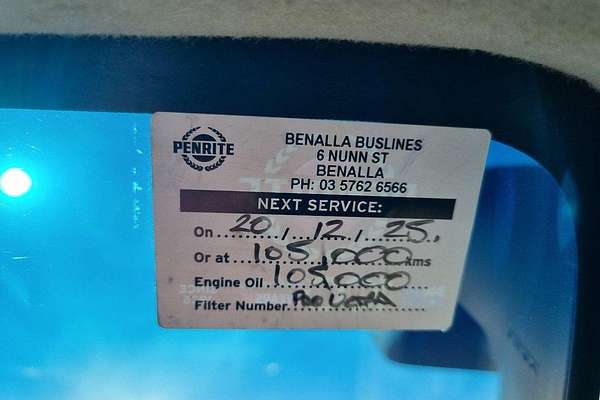 PENRITE
BENALLA BUSLINES
6 NUNN ST
BENALLA
PH: 03 5762 6566
NEXT SERVICE:
On 20 / 12 / 25
Or at 105,000 kms
Engine Oil 105,000
Filter Number